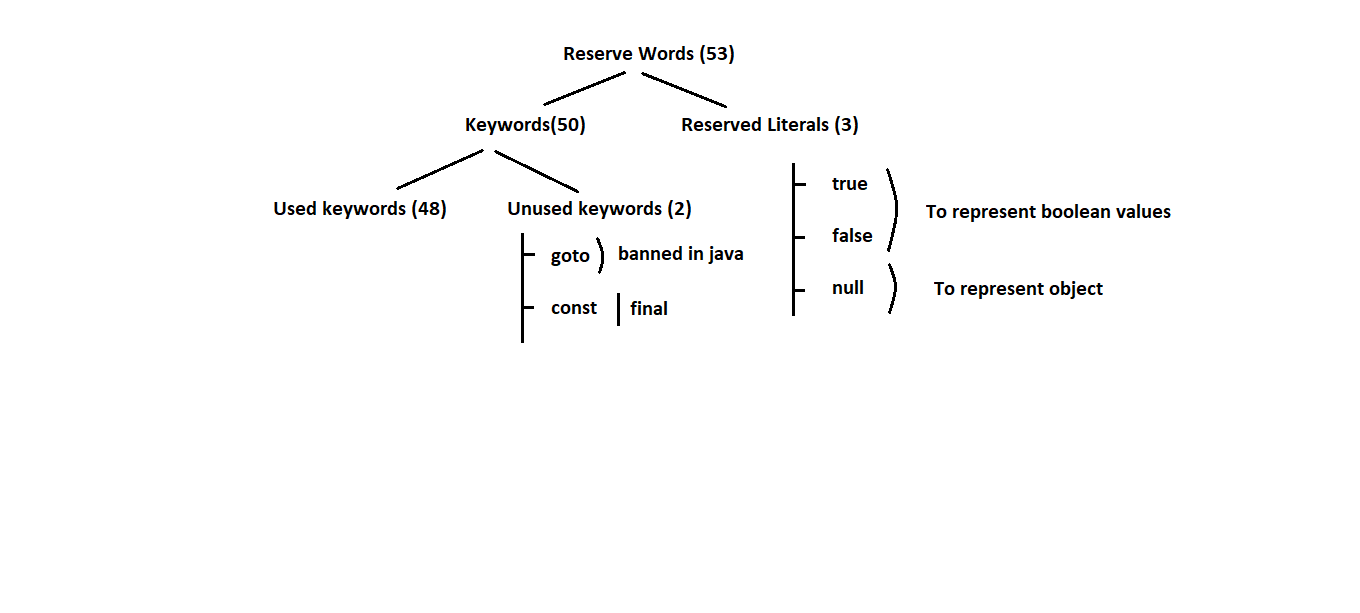 Reserve Words (53)
Keywords(50)
Reserved Literals (3)
Used keywords (48)
Unused keywords (2)
goto
banned in java
const
final
true
false
To represent boolean values
null
To represent object